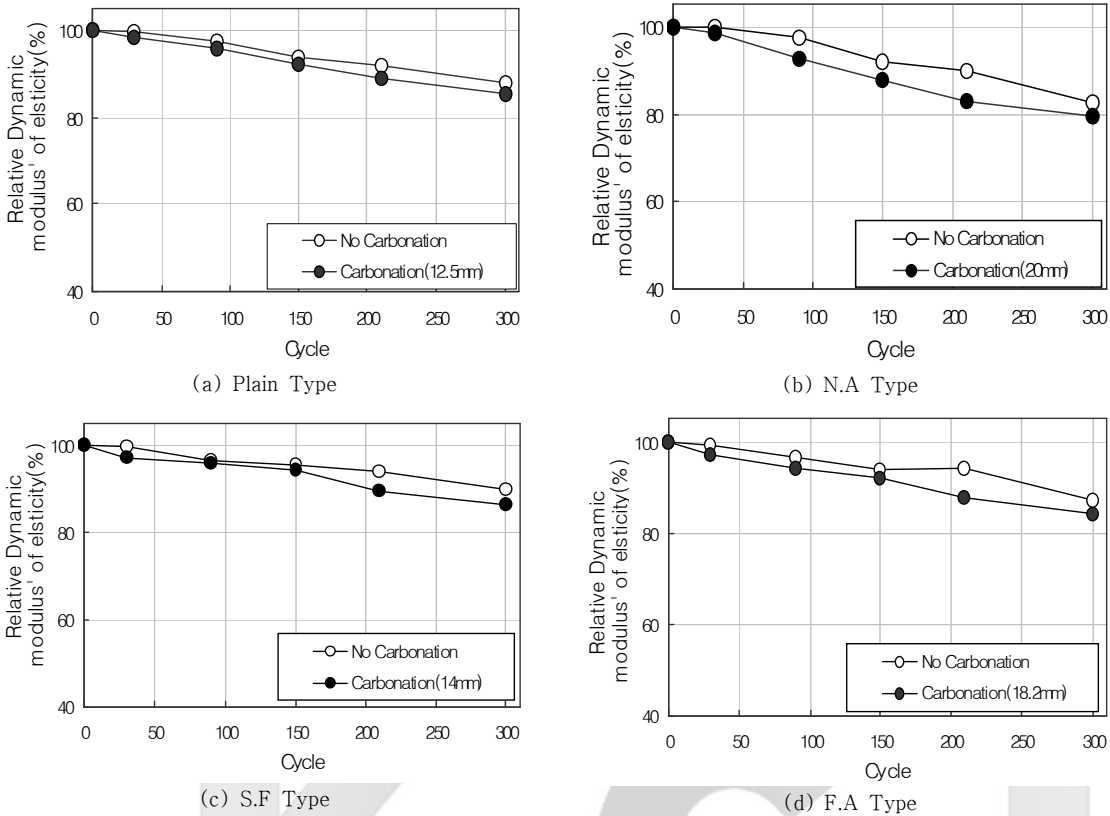 Relative Dynamic
modulus' of elsticity(%)
100
80
60
40
No Carbonation
Carbonation(12.5mm)
0 50 100 150 200 250 300
Cycle
(a) Plain Type
Relative Dynamic
modulus' of elsticity(%)
100
80
60
40
No Carbonation
Carbonation(20mm)
0 50 100 150 200 250 300
Cycle
(b) N.A Type
Relative Dynamic
modulus' of elsticity(%)
100
80
60
40
No Carbonation
Carbonation(14mm)
0 50 100 150 200 250 300
Cycle
(c) S.F Type
Relative Dynamic
modulus' of elsticity(%)
100
80
60
40
No Carbonation
Carbonation(18.2mm)
0 50 100 150 200 250 300
Cycle
(d) F.A Type